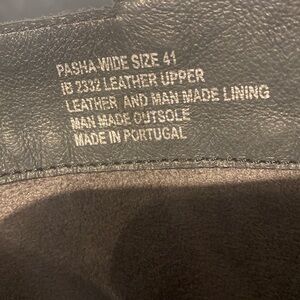 PASHA-WIDE SIZE 41
IB 2332 LEATHER UPPER
LEATHER AND MAN MADE LINING
MAN MADE OUTSOLE
MADE IN PORTUGAL